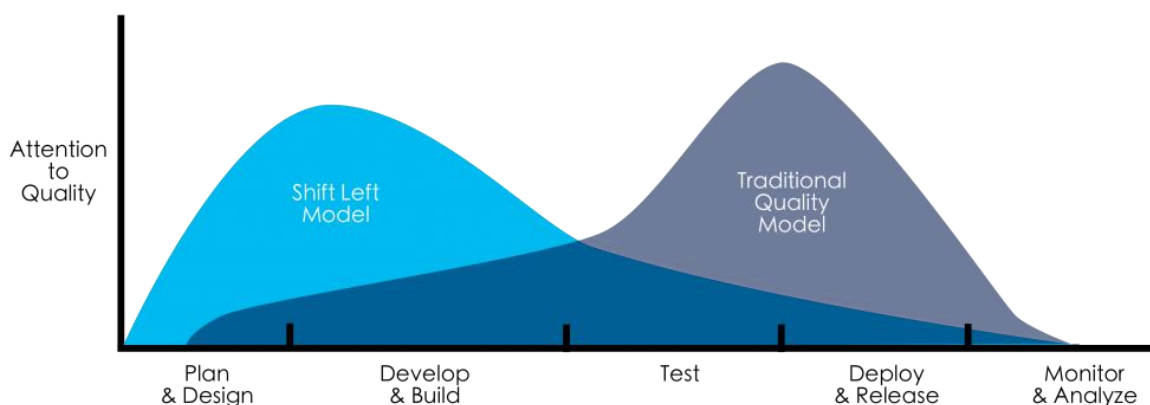 Attention
to
Quality
Shift Left
Model
Traditional
Quality
Model
Plan
& Design
Develop
& Build
Test
Deploy
& Release
Monitor
& Analyze